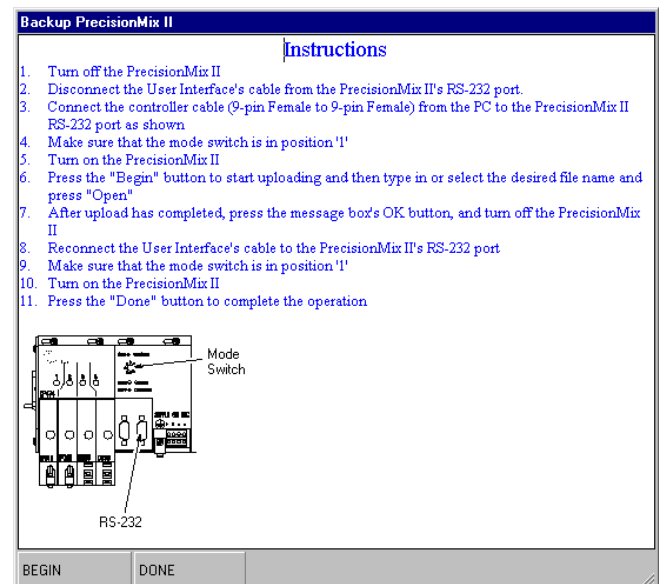 Backup PrecisionMix II
Instructions
1. Turn off the PrecisionMix II
2. Disconnect the User Interface's cable from the PrecisionMix II's RS-232 port.
3. Connect the controller cable (9-pin Female to 9-pin Female) from the PC to the PrecisionMix II
RS-232 port as shown
4. Make sure that the mode switch is in position '1'
5. Turn on the PrecisionMix II
6. Press the "Begin" button to start uploading and then type in or select the desired file name and
press "Open"
7. After upload has completed, press the message box's OK button, and turn off the PrecisionMix
II
8. Reconnect the User Interface's cable to the PrecisionMix II's RS-232 port
9. Make sure that the mode switch is in position '1'
10. Turn on the PrecisionMix II
11. Press the "Done" button to complete the operation
Mode
Switch
RS-232
BEGIN
DONE